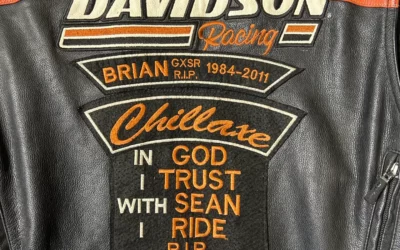 DAVIDSON
Racing
BRIAN GXSR R.I.P. 1984-2011
Chillaxe
IN GOD
I TRUST
WITH SEAN
I RIDE
R.I.P.